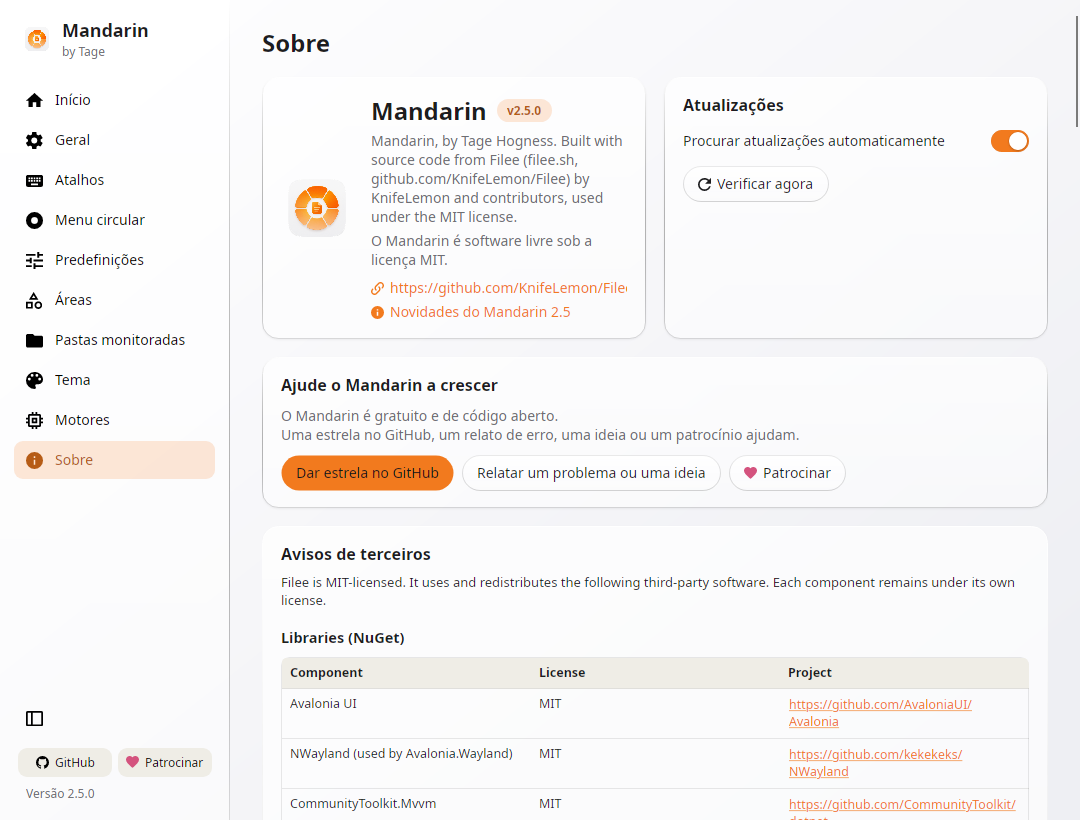 Mandarin
by Tage
Início
Geral
Atalhos
Menu circular
Predefinições
Áreas
Pastas monitoradas
Tema
Motores
Sobre
GitHub
Patrocinar
Versão 2.5.0
Sobre
Mandarin v2.5.0
Mandarin, by Tage Hogness. Built with
source code from Filee (filee.sh,
github.com/KnifeLemon/Filee) by
KnifeLemon and contributors, used
under the MIT license.
O Mandarin é software livre sob a
licença MIT.
https://github.com/KnifeLemon/Filee
Novidades do Mandarin 2.5
Atualizações
Procurar atualizações automaticamente
Verificar agora
Ajude o Mandarin a crescer
O Mandarin é gratuito e de código aberto.
Uma estrela no GitHub, um relato de erro, uma ideia ou um patrocínio ajudam.
Dar estrela no GitHub
Relatar um problema ou uma ideia
Patrocinar
Avisos de terceiros
Filee is MIT-licensed. It uses and redistributes the following third-party software. Each component remains under its own
license.
Libraries (NuGet)
Component License Project
Avalonia UI MIT https://github.com/AvaloniaUI/
Avalonia
NWayland (used by Avalonia.Wayland) MIT https://github.com/kekekeks/
NWayland
CommunityToolkit.Mvvm MIT https://github.com/CommunityToolkit/